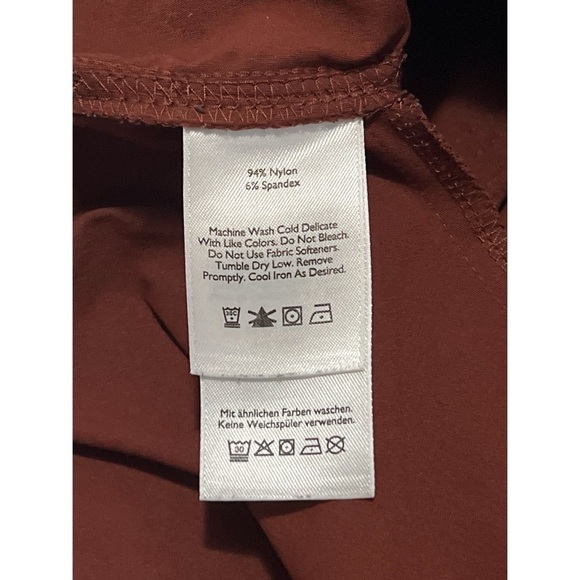 94% Nylon
6% Spandex
Machine Wash Cold Delicate
With Like Colors. Do Not Bleach.
Do Not Use Fabric Softeners.
Tumble Dry Low. Remove
Promptly. Cool Iron As Desired.
30C
Mit ähnlichen Farben waschen.
Keine Weichspüler verwenden.
30